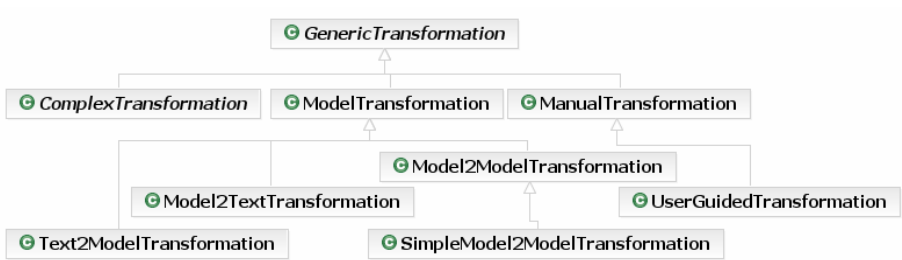 GenericTransformation
ComplexTransformation
ModelTransformation
ManualTransformation
Model2ModelTransformation
Model2TextTransformation
UserGuidedTransformation
Text2ModelTransformation
SimpleModel2ModelTransformation